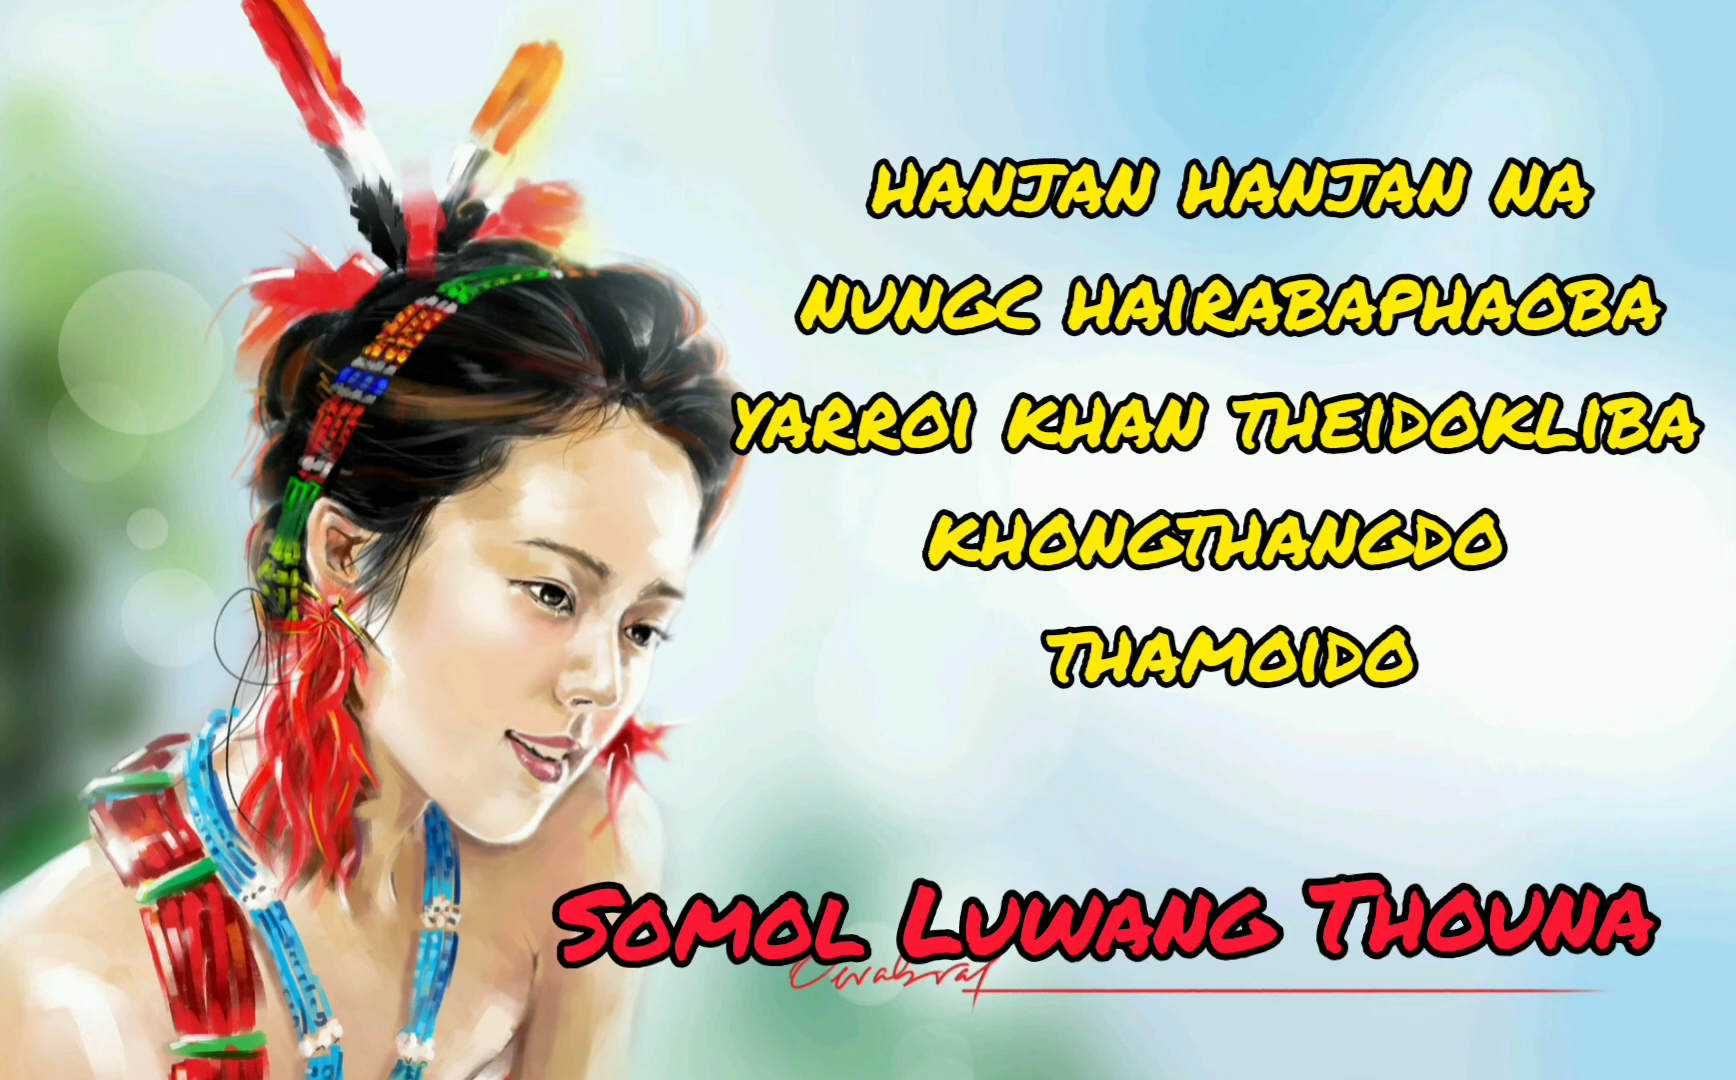 HANJAN HANJAN NA
NUNGC HAIRABAPHAOBA
YARROI KHAN THEIDOKLIBA
KHONGTHANGDO
THAMOIDO
SOMOL LUWANG THOUNA